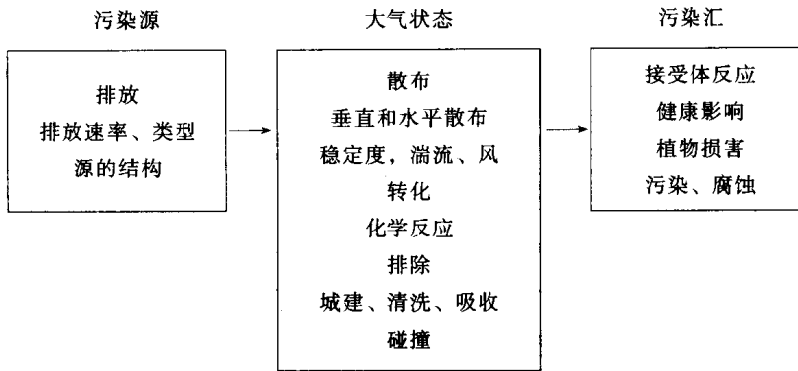 污染源
大气状态
污染汇
排放
排放速率、类型
源的结构
散布
垂直和水平散布
稳定度，湍流、风
转化
化学反应
排除
城建、清洗、吸收
碰撞
接受体反应
健康影响
植物损害
污染、腐蚀